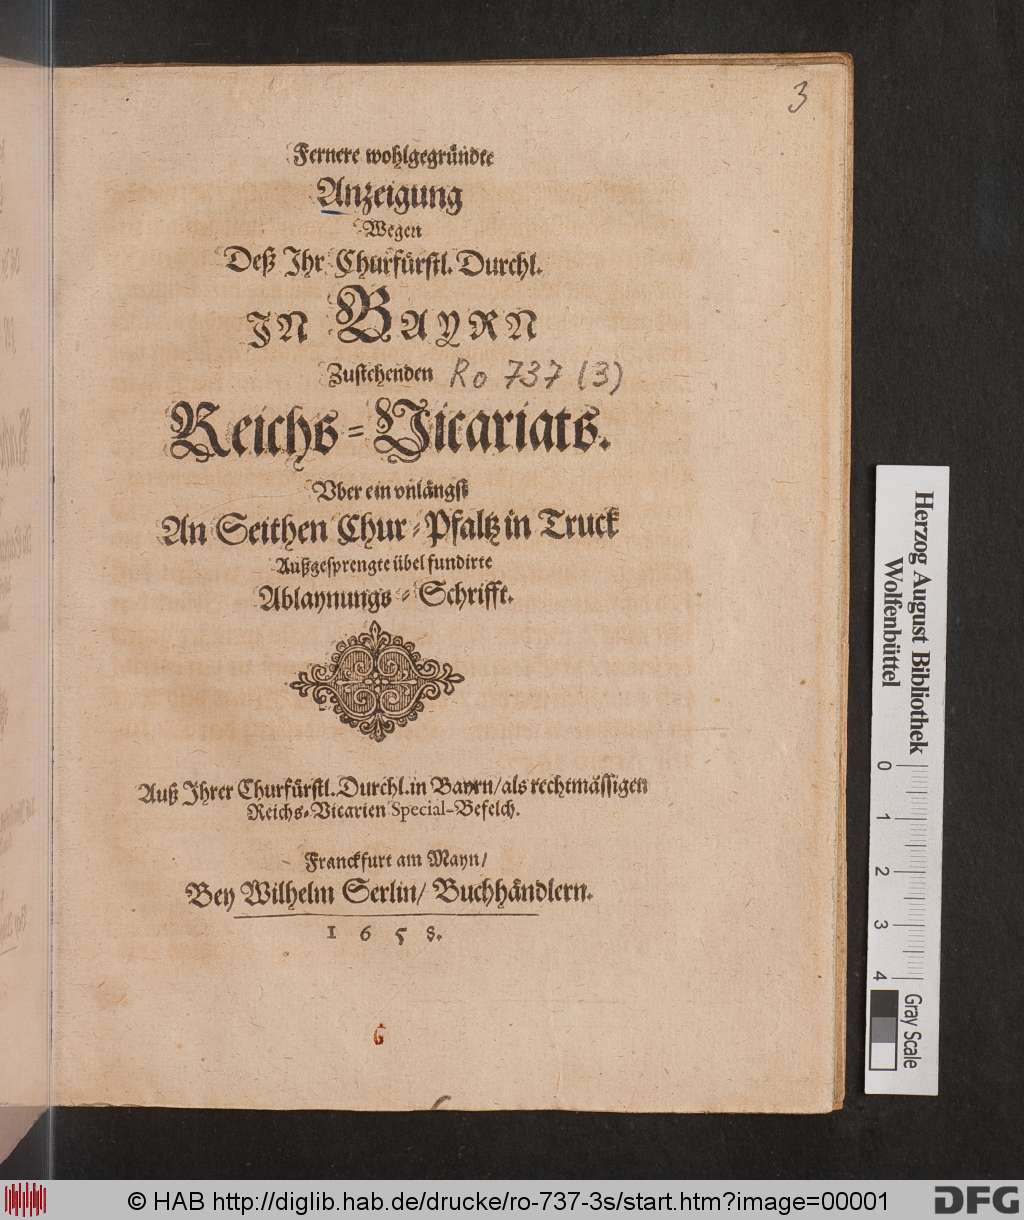 3
Fernere wohlgegründte
Anzeigung
Wegen
Deß Ihr Churfürstl. Durchl.
IN BAYRN
Zustehenden Ro 737 (3)
Reichs-Vicariats.
Vber ein vnlängst
An Seithen Chur-Pfaltz in Truck
Außgesprengte übel fundirte
Ablaynungs-Schrifft.
Auß Ihrer Churfürstl. Durchl. in Bayrn/ als rechtmässigen
Reichs-Vicarien Special-Befelch.
Franckfurt am Mayn/
Bey Wilhelm Serlin/ Buchhändlern.
1658.
G
Herzog August Bibliothek
Wolfenbüttel
0 1 2 3 4
Gray Scale
© HAB http://diglib.hab.de/drucke/ro-737-3s/start.htm?image=00001
DFG